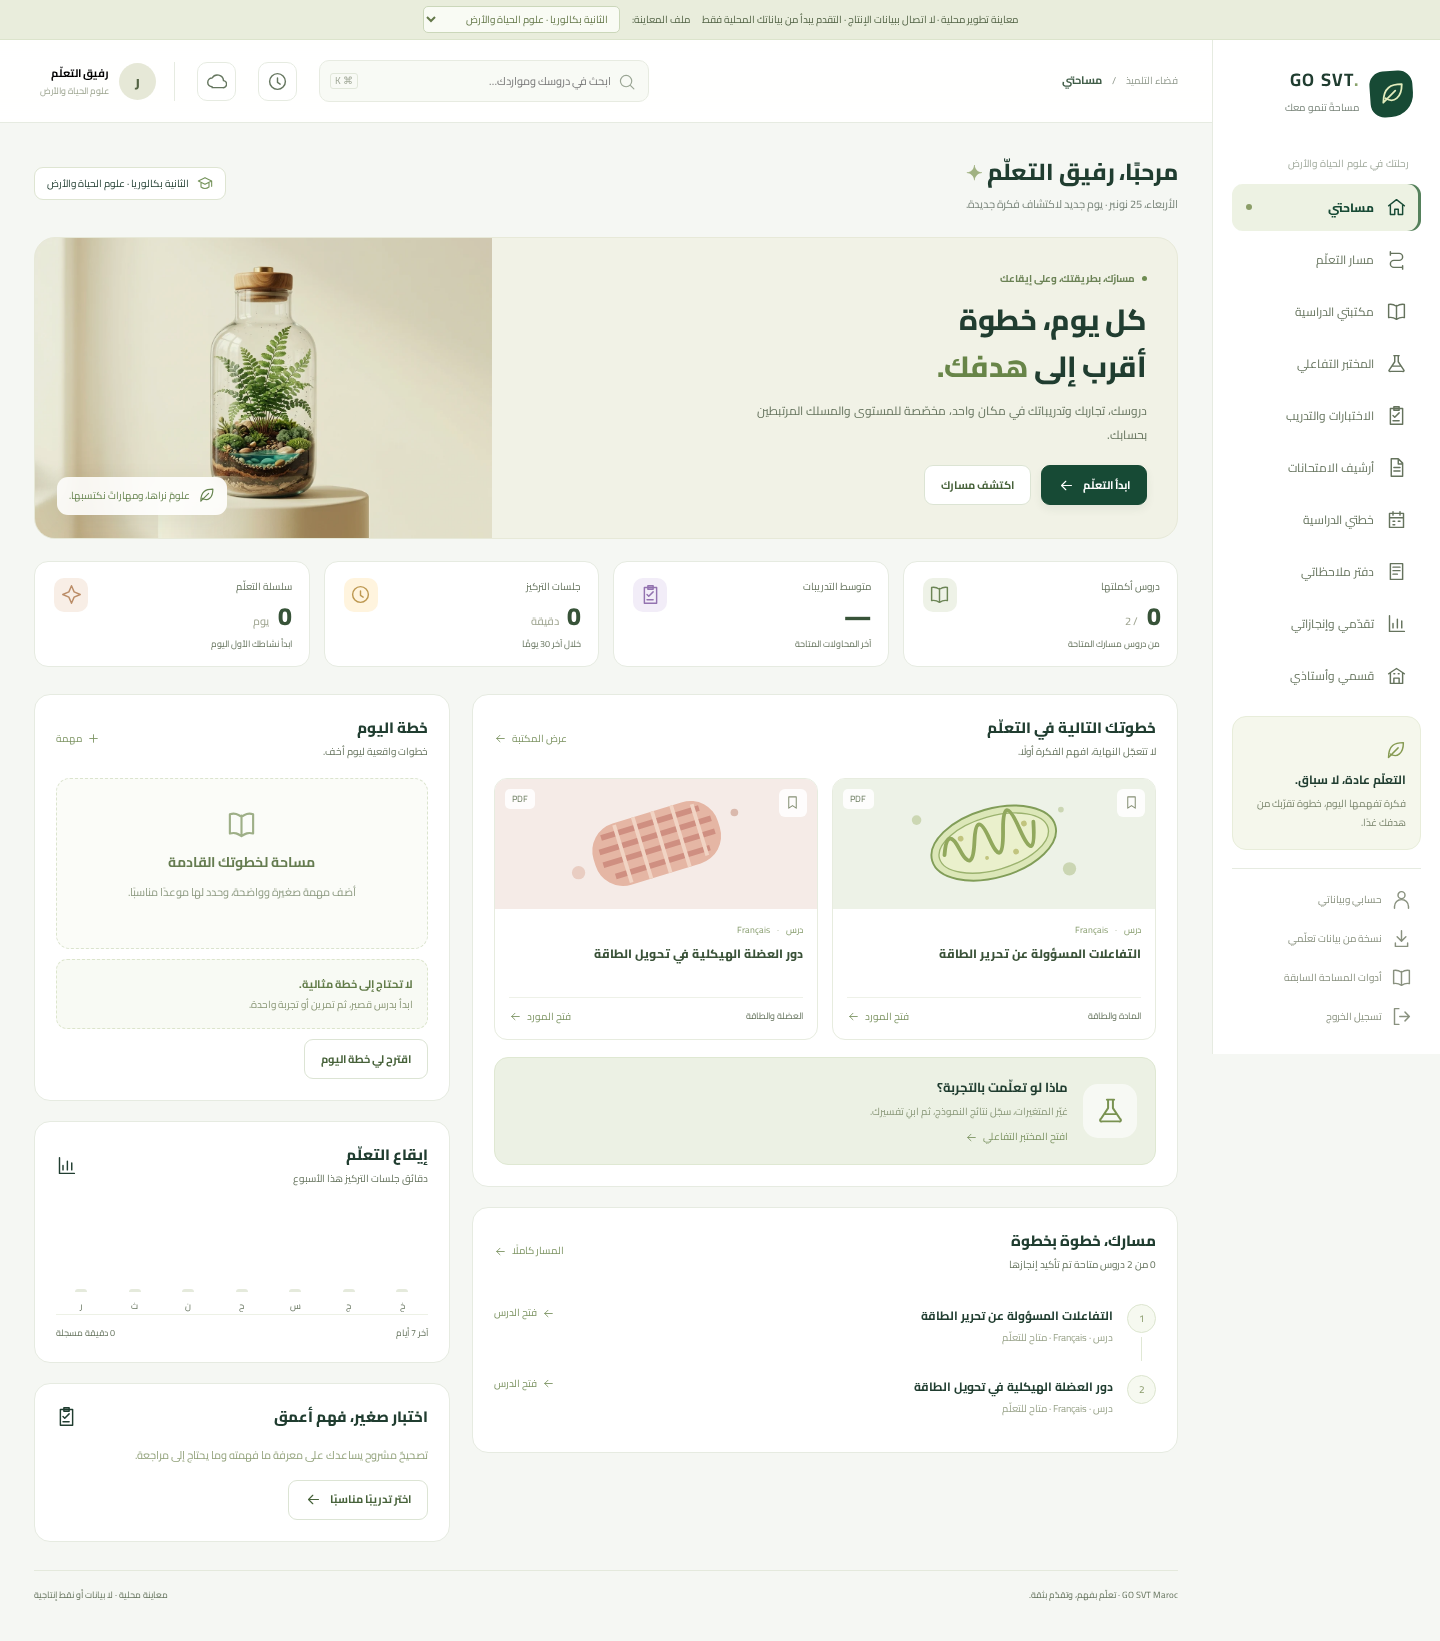 معاينة تطوير محلية · لا اتصال ببيانات الإنتاج · التقدم يبدأ من بياناتك المحلية فقط
ملف المعاينة:
الثانية بكالوريا · علوم الحياة والأرض
GO SVT.
مساحةٌ تنمو معك
رحلتك في علوم الحياة والأرض
مساحتي
مسار التعلّم
مكتبتي الدراسية
المختبر التفاعلي
الاختبارات والتدريب
أرشيف الامتحانات
خطتي الدراسية
دفتر ملاحظاتي
تقدّمي وإنجازاتي
قسمي وأستاذي
التعلّم عادة، لا سباق.
فكرة تفهمها اليوم، خطوة تقرّبك من
هدفك غدًا.
حسابي وبياناتي
نسخة من بيانات تعلّمي
أدوات المساحة السابقة
تسجيل الخروج
فضاء التلميذ / مساحتي
ابحث في دروسك ومواردك...
⌘ K
رفيق التعلّم
علوم الحياة والأرض
ر
مرحبًا، رفيق التعلّم
الأربعاء، 25 نونبر · يوم جديد لاكتشاف فكرة جديدة.
الثانية بكالوريا · علوم الحياة والأرض
مسارُك، بطريقتك، وعلى إيقاعك
كل يوم، خطوة
أقرب إلى هدفك.
دروسك، تجاربك وتدريباتك في مكان واحد، مخصّصة للمستوى والمسلك المرتبطين
بحسابك.
ابدأ التعلّم
اكتشف مسارك
علومٌ نراها، ومهاراتٌ نكتسبها.
دروس أكملتها
0 / 2
من دروس مسارك المتاحة
متوسط التدريبات
—
آخر المحاولات المتاحة
جلسات التركيز
0 دقيقة
خلال آخر 30 يومًا
سلسلة التعلّم
0 يوم
ابدأ نشاطك الأول اليوم
خطوتك التالية في التعلّم
لا تتعجّل النهاية، افهم الفكرة أولًا.
عرض المكتبة
PDF
درس · Français
التفاعلات المسؤولة عن تحرير الطاقة
المادة والطاقة
فتح المورد
PDF
درس · Français
دور العضلة الهيكلية في تحويل الطاقة
العضلة والطاقة
فتح المورد
ماذا لو تعلّمت بالتجربة؟
غيّر المتغيرات، سجّل نتائج النموذج، ثم ابنِ تفسيرك.
افتح المختبر التفاعلي
مسارك، خطوة بخطوة
0 من 2 دروس متاحة تم تأكيد إنجازها
المسار كاملًا
1
التفاعلات المسؤولة عن تحرير الطاقة
درس · Français · متاح للتعلّم
فتح الدرس
2
دور العضلة الهيكلية في تحويل الطاقة
درس · Français · متاح للتعلّم
فتح الدرس
خطة اليوم
خطوات واقعية ليوم أخف.
مهمة
مساحة لخطوتك القادمة
أضف مهمة صغيرة وواضحة، وحدد لها موعدًا مناسبًا.
لا تحتاج إلى خطة مثالية.
ابدأ بدرس قصير، ثم تمرين أو تجربة واحدة.
اقترح لي خطة اليوم
إيقاع التعلّم
دقائق جلسات التركيز هذا الأسبوع
خ ج س ح ن ث ر
آخر 7 أيام
0 دقيقة مسجلة
اختبار صغير، فهم أعمق
تصحيحٌ مشروح يساعدك على معرفة ما فهمته وما يحتاج إلى مراجعة.
اختر تدريبًا مناسبًا
GO SVT Maroc · تعلّم بفهم، وتقدّم بثقة.
معاينة محلية · لا بيانات أو نقط إنتاجية